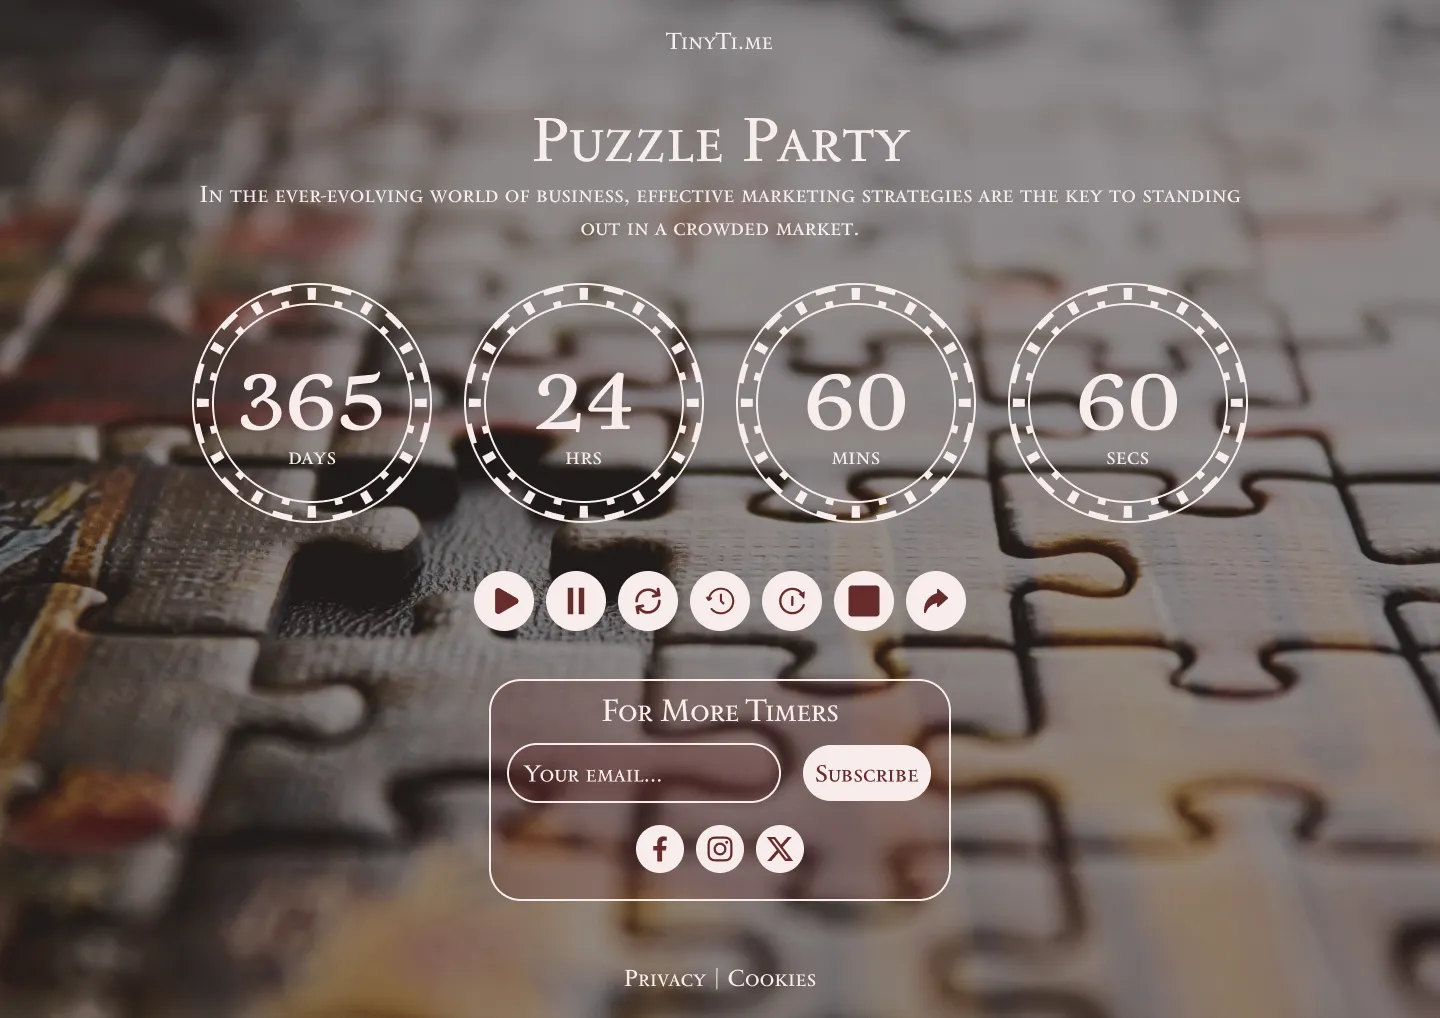 TinyTi.me
Puzzle Party
In the ever-evolving world of business, effective marketing strategies are the key to standing
out in a crowded market.
365 24 60 60
days hrs mins secs
For More Timers
Your email... Subscribe
Privacy | Cookies